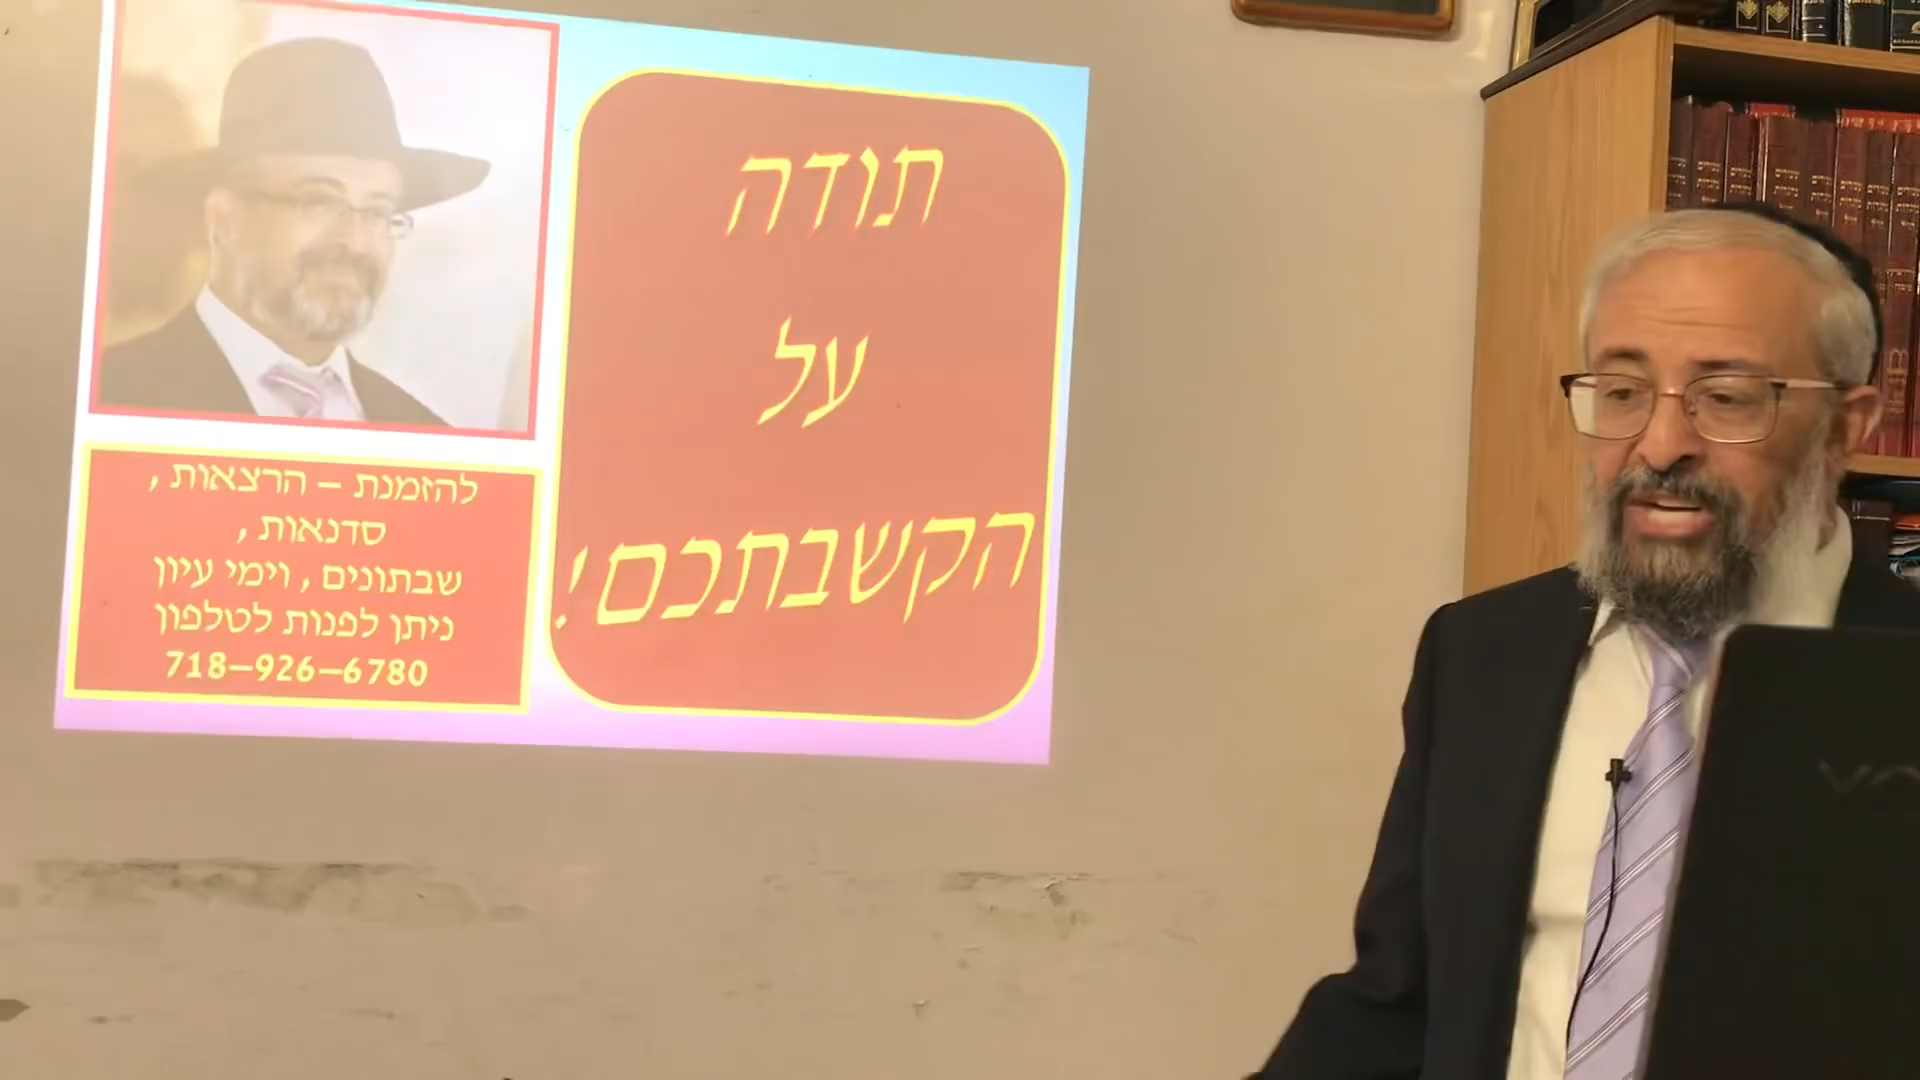 תודה
על
הקשבתכם!
להזמנת – הרצאות,
סדנאות,
שבתונים, וימי עיון
ניתן לפנות לטלפון
718-926-6780